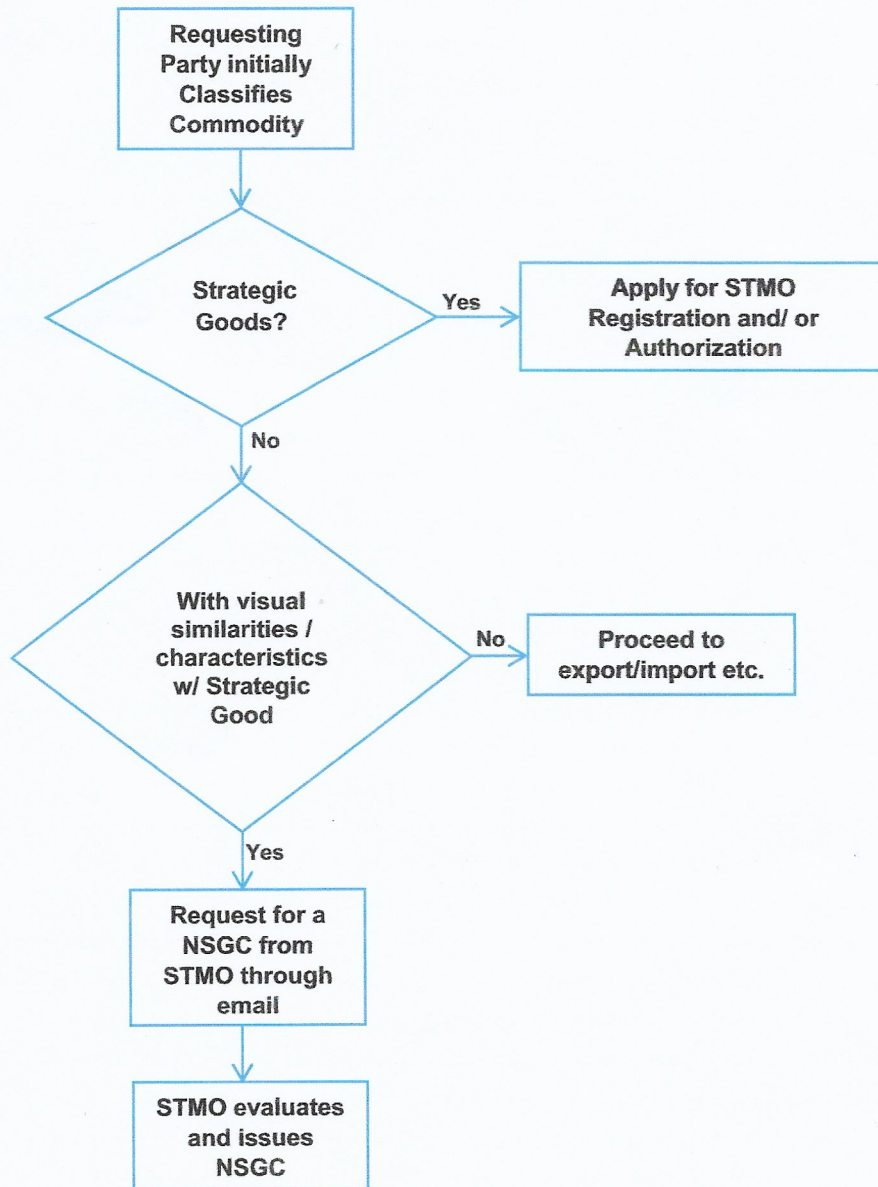 Requesting
Party initially
Classifies
Commodity
Strategic
Goods?
Yes
Apply for STMO
Registration and/ or
Authorization
No
With visual
similarities /
characteristics
w/ Strategic
Good
No
Proceed to
export/import etc.
Yes
Request for a
NSGC from
STMO through
email
STMO evaluates
and issues
NSGC